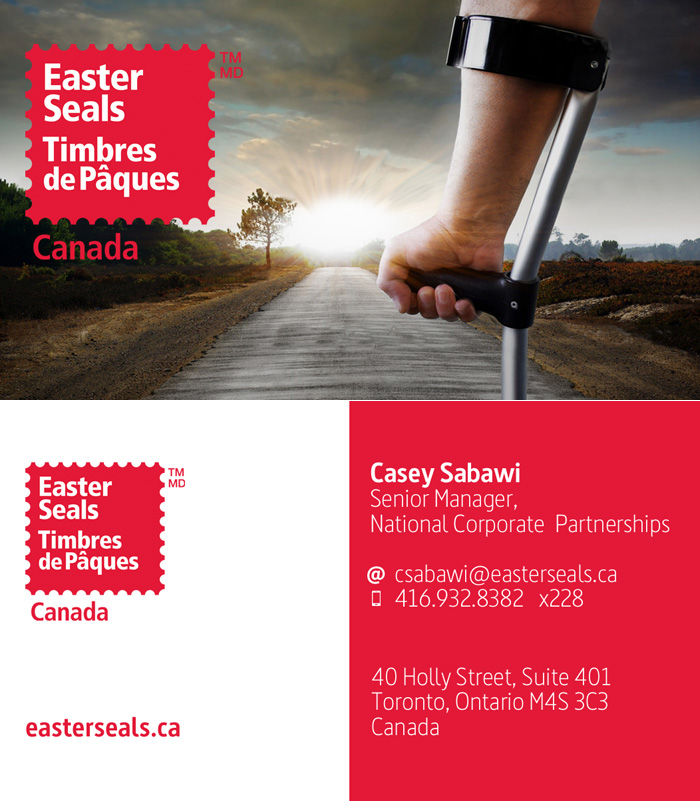 Easter
Seals
Timbres
de Pâques
TM
MD
Canada
Easter
Seals
Timbres
de Pâques
TM
MD
Canada
easterseals.ca
Casey Sabawi
Senior Manager,
National Corporate Partnerships
@ csabawi@easterseals.ca
416.932.8382 x228
40 Holly Street, Suite 401
Toronto, Ontario M4S 3C3
Canada